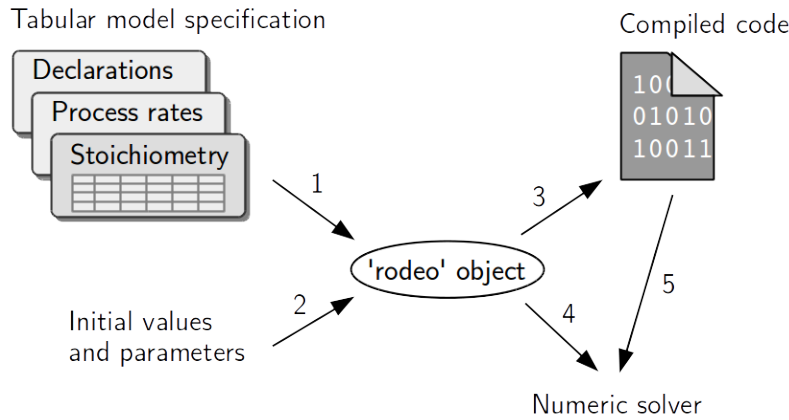 Tabular model specification
Declarations
Process rates
Stoichiometry
Initial values
and parameters
1
2
'rodeo' object
3
4
Compiled code
100
01010
10011
5
Numeric solver